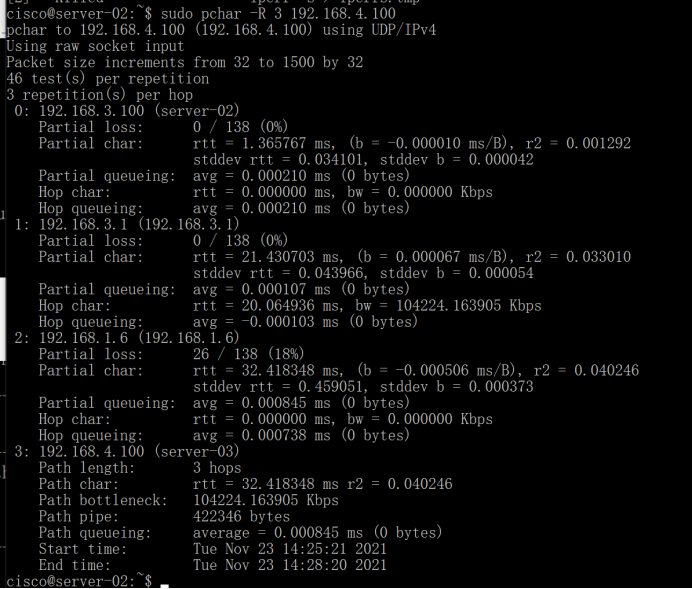 cisco@server-02:~$ sudo pchar -R 3 192.168.4.100
pchar to 192.168.4.100 (192.168.4.100) using UDP/IPv4
Using raw socket input
Packet size increments from 32 to 1500 by 32
46 test(s) per repetition
3 repetition(s) per hop
0: 192.168.3.100 (server-02)
Partial loss: 0 / 138 (0%)
Partial char: rtt = 1.365767 ms, (b = -0.000010 ms/B), r2 = 0.001292
stddev rtt = 0.034101, stddev b = 0.000042
Partial queueing: avg = 0.000210 ms (0 bytes)
Hop char: rtt = 0.000000 ms, bw = 0.000000 Kbps
Hop queueing: avg = 0.000210 ms (0 bytes)
1: 192.168.3.1 (192.168.3.1)
Partial loss: 0 / 138 (0%)
Partial char: rtt = 21.430703 ms, (b = 0.000067 ms/B), r2 = 0.033010
stddev rtt = 0.043966, stddev b = 0.000054
Partial queueing: avg = 0.000107 ms (0 bytes)
Hop char: rtt = 20.064936 ms, bw = 104224.163905 Kbps
Hop queueing: avg = -0.000103 ms (0 bytes)
2: 192.168.1.6 (192.168.1.6)
Partial loss: 26 / 138 (18%)
Partial char: rtt = 32.418348 ms, (b = -0.000506 ms/B), r2 = 0.040246
stddev rtt = 0.459051, stddev b = 0.000373
Partial queueing: avg = 0.000845 ms (0 bytes)
Hop char: rtt = 0.000000 ms, bw = 0.000000 Kbps
Hop queueing: avg = 0.000738 ms (0 bytes)
3: 192.168.4.100 (server-03)
Path length: 3 hops
Path char: rtt = 32.418348 ms r2 = 0.040246
Path bottleneck: 104224.163905 Kbps
Path pipe: 422346 bytes
Path queueing: average = 0.000845 ms (0 bytes)
Start time: Tue Nov 23 14:25:21 2021
End time: Tue Nov 23 14:28:20 2021
cisco@server-02:~$